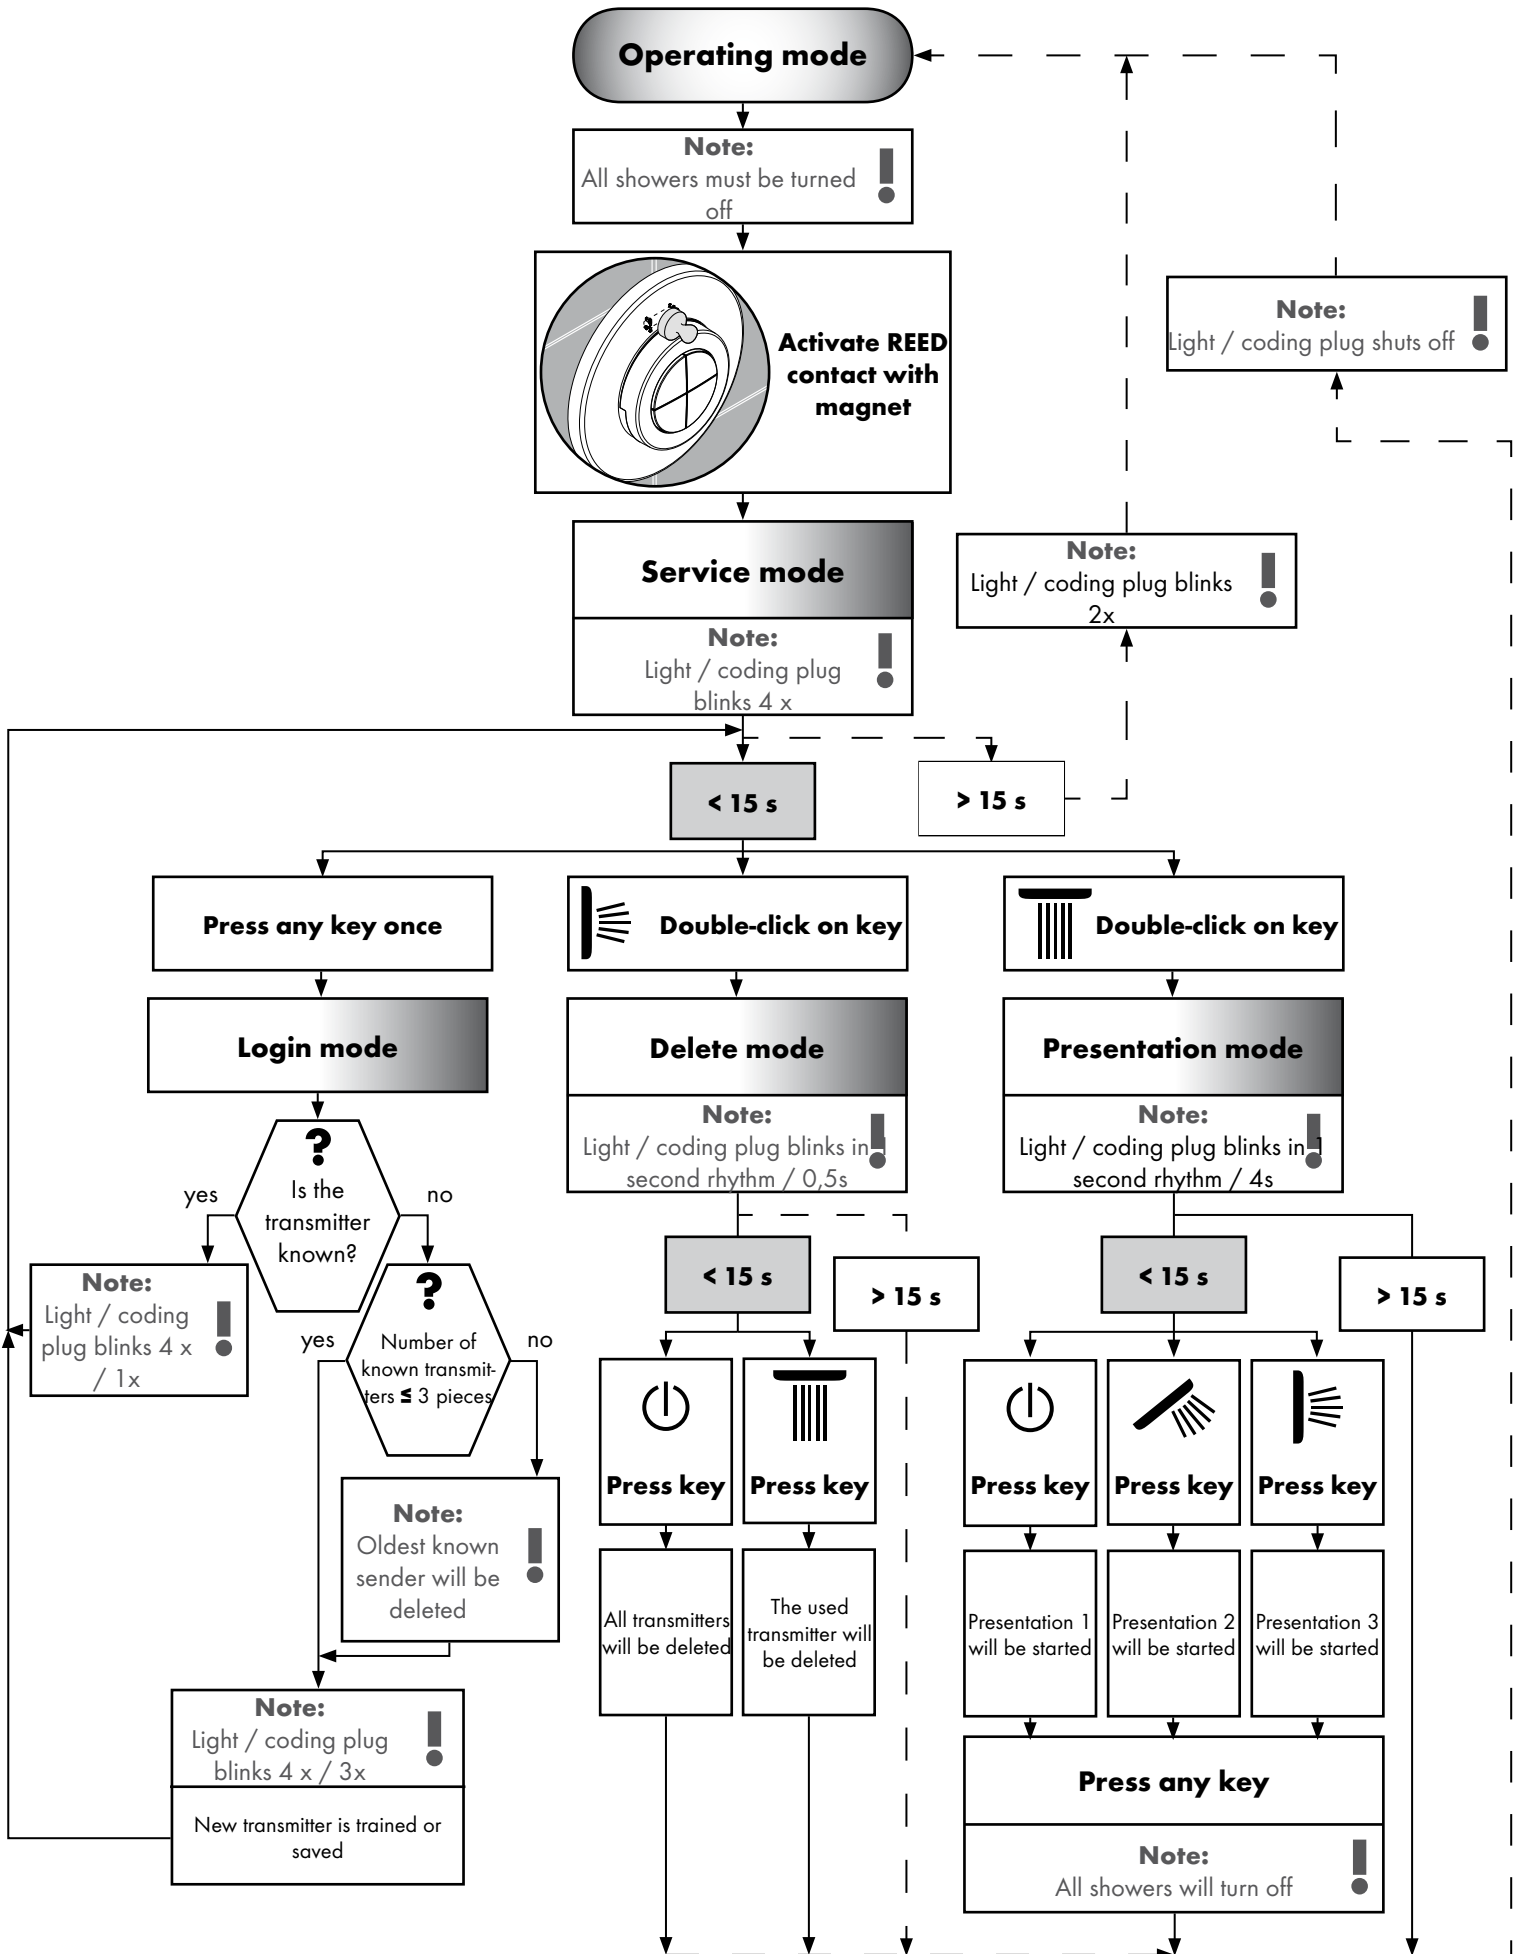 Operating mode
Note:
All showers must be turned
off
Activate REED
contact with
magnet
Note:
Light / coding plug shuts off
Service mode
Note:
Light / coding plug
blinks 4 x
Note:
Light / coding plug blinks
2x
< 15 s
> 15 s
Press any key once
Double-click on key
Double-click on key
Login mode
Delete mode
Note:
Light / coding plug blinks in 1
second rhythm / 0,5s
Presentation mode
Note:
Light / coding plug blinks in 1
second rhythm / 4s
?
Is the
transmitter
known?
yes
no
Note:
Light / coding
plug blinks 4 x
/ 1x
?
Number of
known transmit-
ters ≤ 3 pieces
yes
no
< 15 s
> 15 s
< 15 s
> 15 s
Press key
Press key
Press key
Press key
Press key
Note:
Oldest known
sender will be
deleted
All transmitters
will be deleted
The used
transmitter will
be deleted
Presentation 1
will be started
Presentation 2
will be started
Presentation 3
will be started
Note:
Light / coding plug
blinks 4 x / 3x
New transmitter is trained or
saved
Press any key
Note:
All showers will turn off